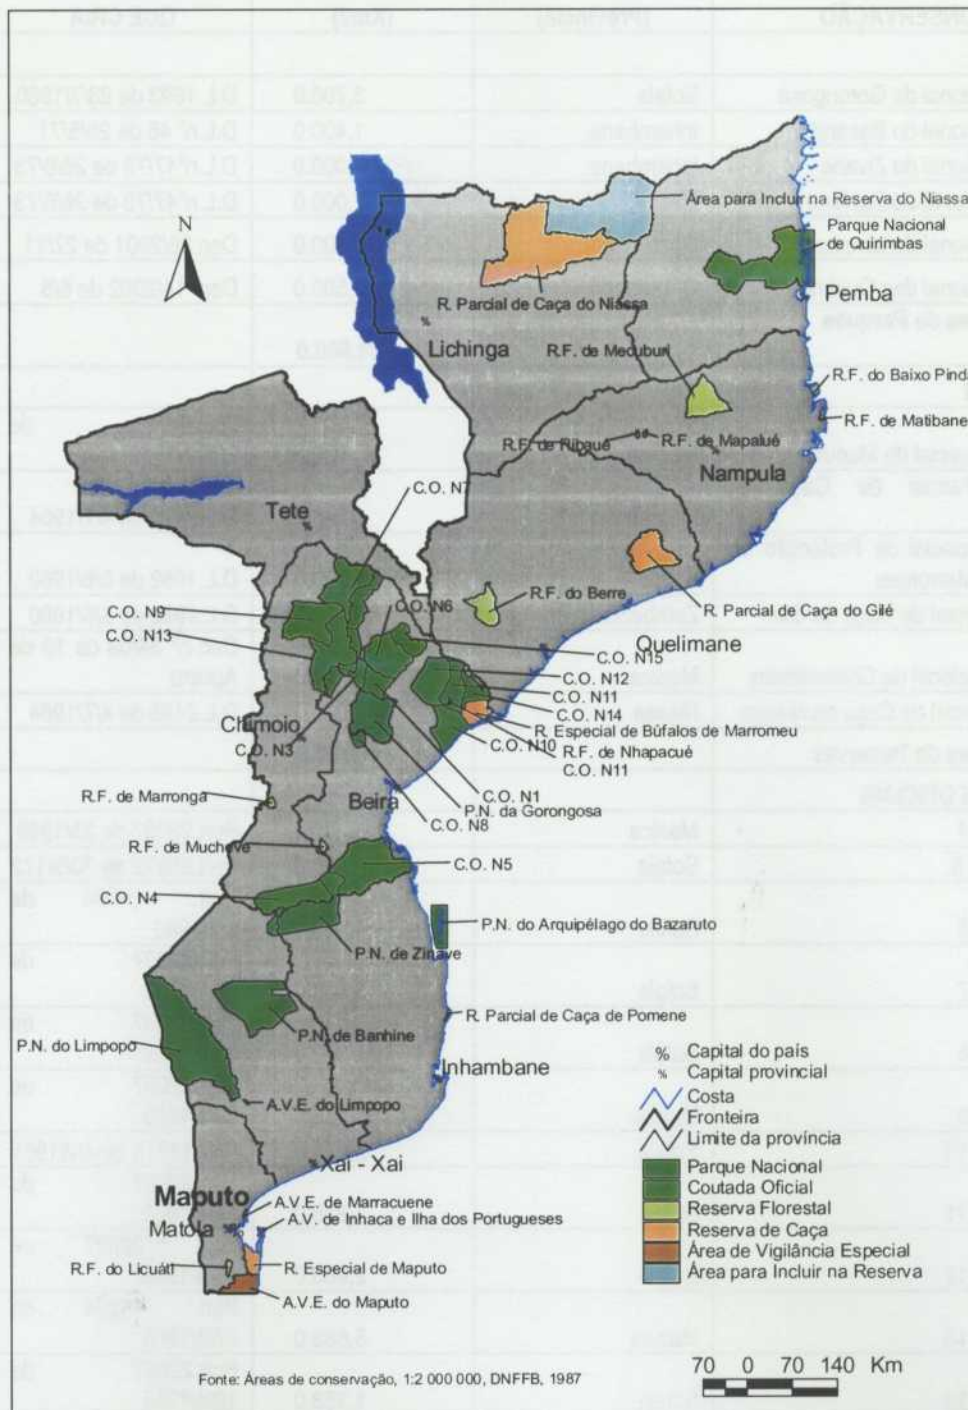 N
Área para Incluir na Reserva do Niassa
Parque Nacional
de Quirimbas
Pemba
R. Parcial de Caça do Niassa
Lichinga
R.F. de Mecuburi
R.F. do Baixo Pinda
R.F. de Matibane
R.F. de Ribaué
R.F. de Mapalué
Nampula
C.O. N7
Tete
C.O. N6
R.F. do Berre
R. Parcial de Caça do Gilé
C.O. N9
C.O. N13
Quelimane
C.O. N15
C.O. N12
C.O. N11
C.O. N14
Chimoio
R. Especial de Búfalos de Marromeu
C.O. N3
C.O. N10
R.F. de Nhapacué
C.O. N11
R.F. de Marronga
Beira
C.O. N1
P.N. da Gorongosa
C.O. N8
R.F. de Mucheve
C.O. N5
C.O. N4
P.N. do Arquipélago do Bazaruto
P.N. de Zinave
R. Parcial de Caça de Pomene
P.N. de Banhine
P.N. do Limpopo
Inhambane
A.V.E. do Limpopo
Xai - Xai
Maputo
A.V.E. de Marracuene
Matola
A.V. de Inhaca e Ilha dos Portugueses
R.F. do Licuáti
R. Especial de Maputo
A.V.E. do Maputo
Capital do país
Capital provincial
Costa
Fronteira
Limite da província
Parque Nacional
Coutada Oficial
Reserva Florestal
Reserva de Caça
Área de Vigilância Especial
Área para Incluir na Reserva
70 0 70 140 Km
Fonte: Áreas de conservação, 1:2 000 000, DNFFB, 1987